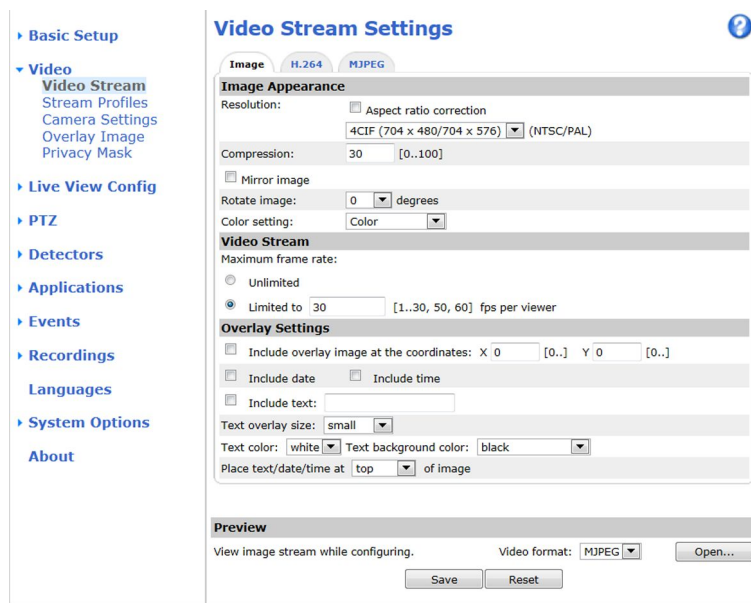 Basic Setup
Video
Video Stream
Stream Profiles
Camera Settings
Overlay Image
Privacy Mask
Live View Config
PTZ
Detectors
Applications
Events
Recordings
Languages
System Options
About
Video Stream Settings
?
Image H.264 MJPEG
Image Appearance
Resolution: Aspect ratio correction
4CIF (704 x 480/704 x 576) (NTSC/PAL)
Compression: 30 [0..100]
Mirror image
Rotate image: 0 degrees
Color setting: Color
Video Stream
Maximum frame rate:
Unlimited
Limited to 30 [1..30, 50, 60] fps per viewer
Overlay Settings
Include overlay image at the coordinates: X 0 [0..] Y 0 [0..]
Include date Include time
Include text:
Text overlay size: small
Text color: white Text background color: black
Place text/date/time at top of image
Preview
View image stream while configuring. Video format: MJPEG Open...
Save Reset